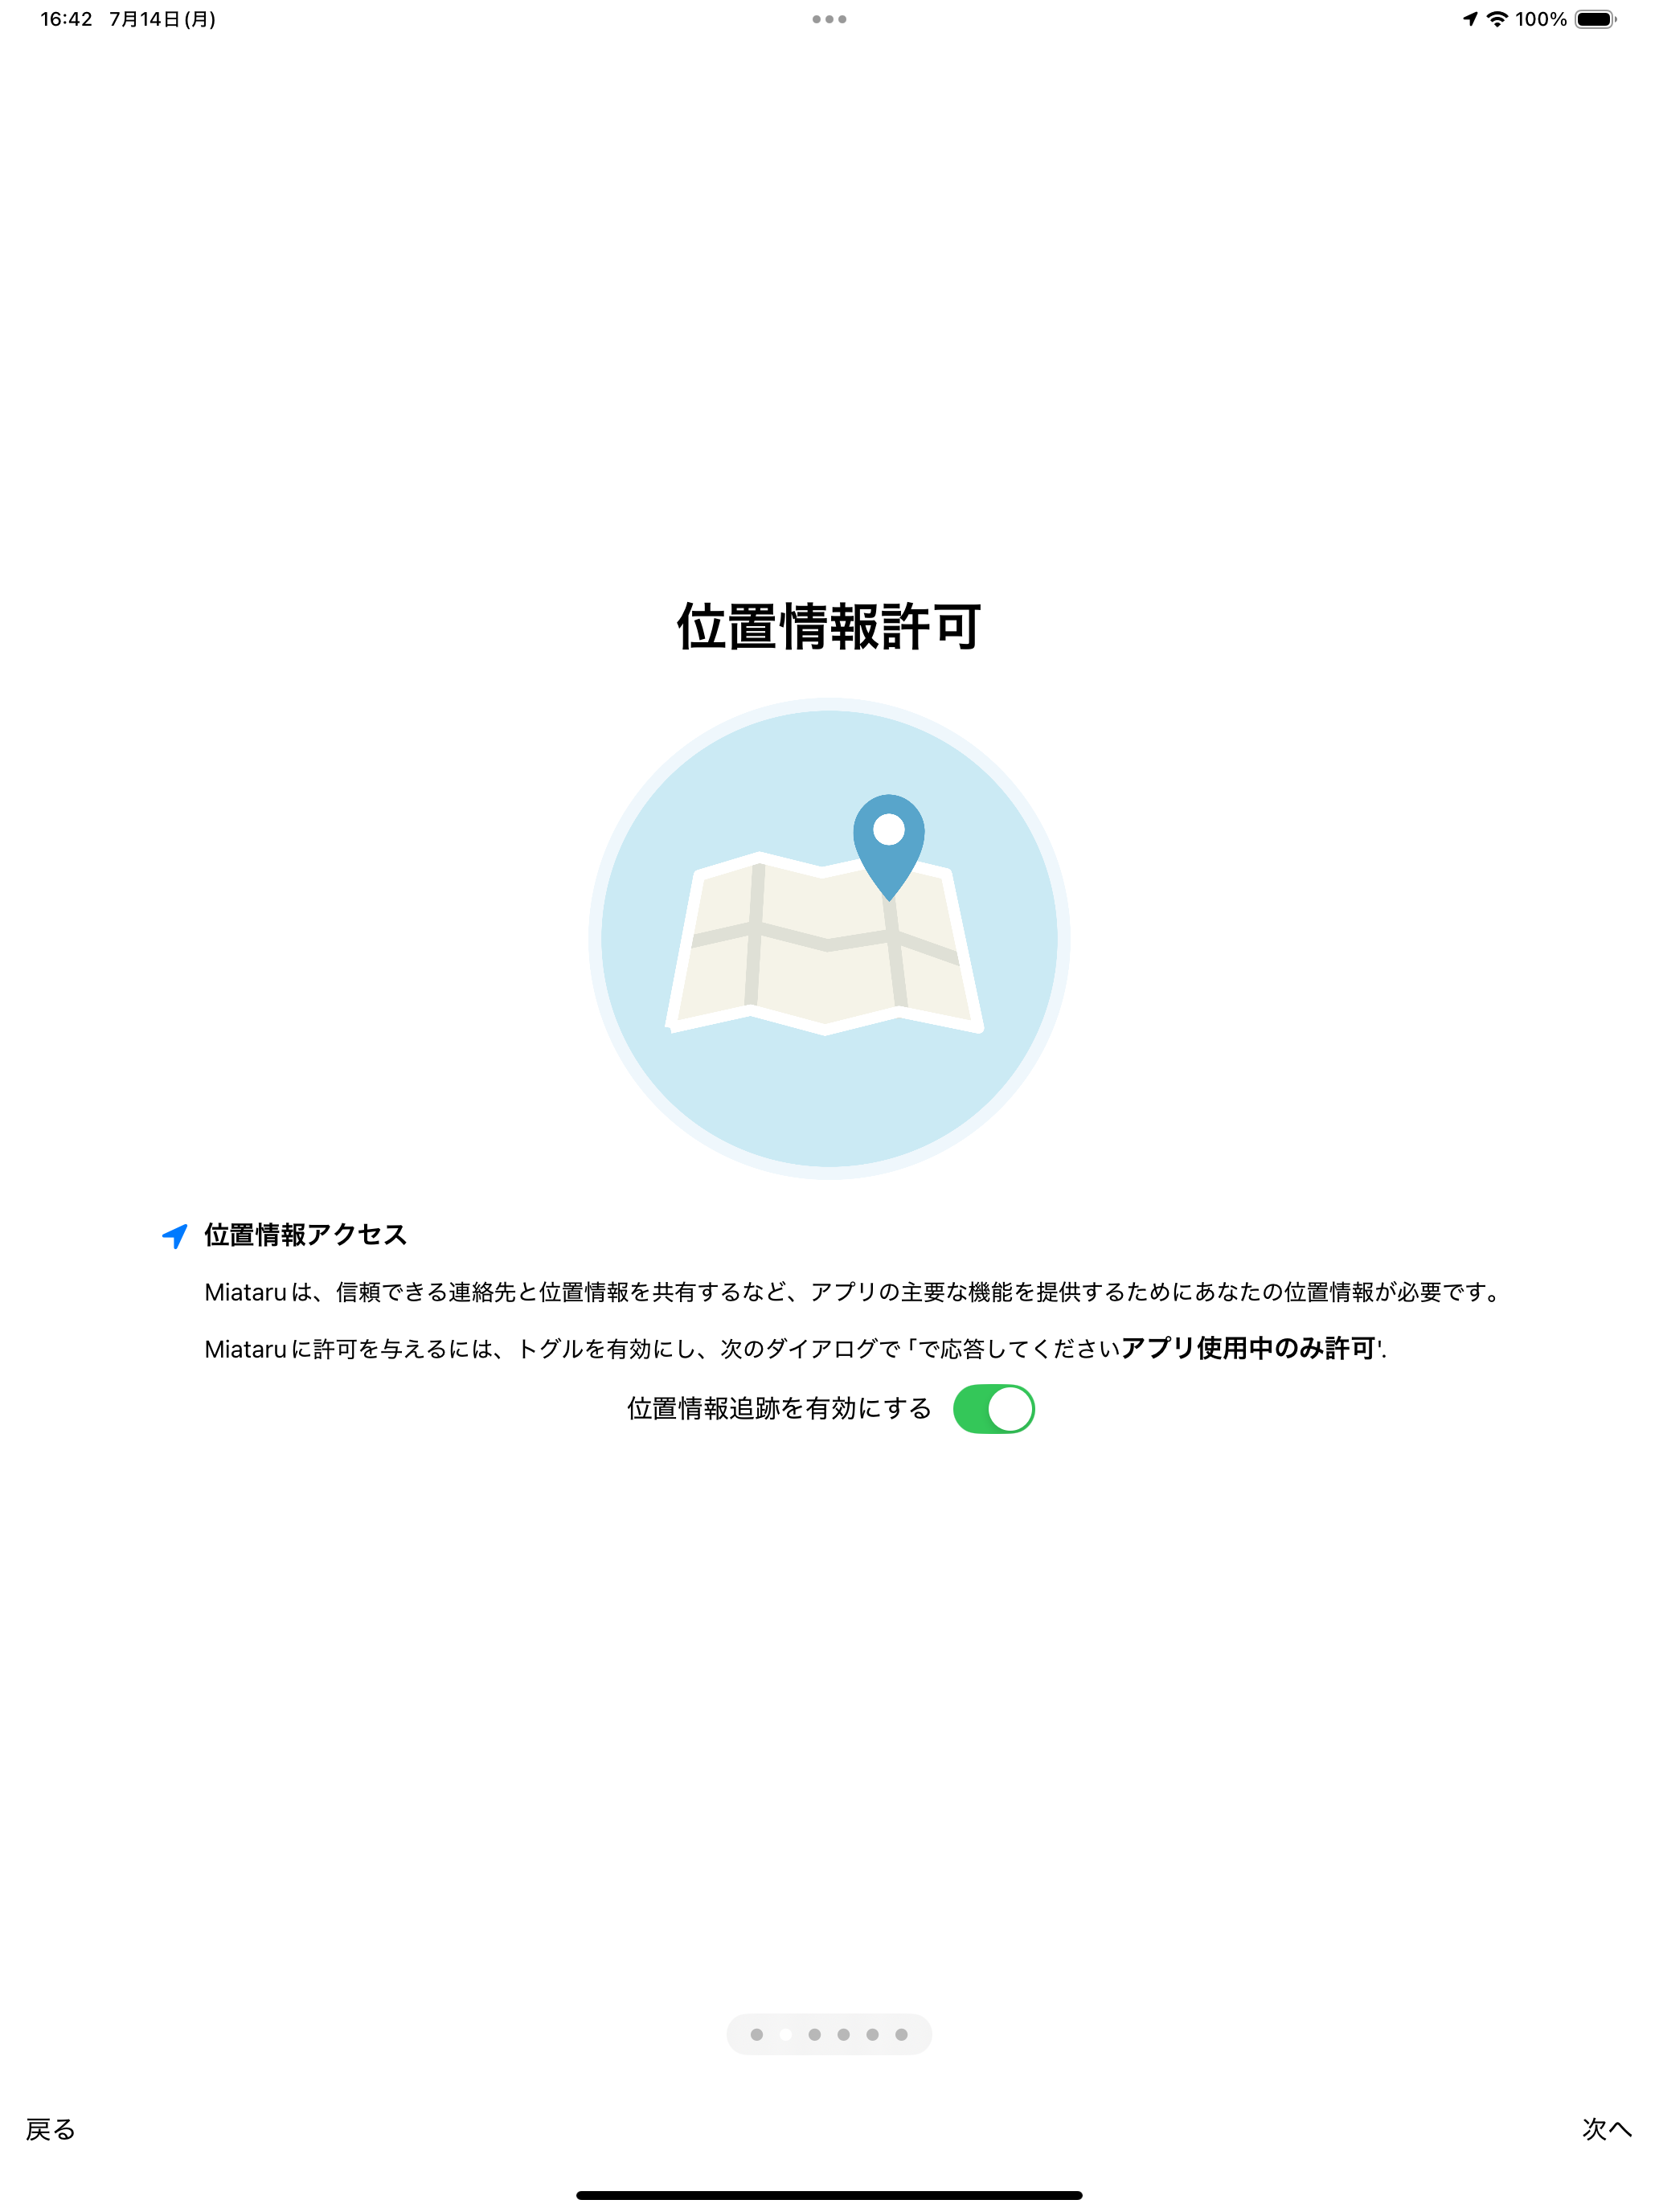 16:42 7月14日(月)
100%
位置情報許可
位置情報アクセス
Miataruは、信頼できる連絡先と位置情報を共有するなど、アプリの主要な機能を提供するためにあなたの位置情報が必要です。
Miataruに許可を与えるには、トグルを有効にし、次のダイアログで「で応答してくださいアプリ使用中のみ許可'.
位置情報追跡を有効にする
戻る
次へ